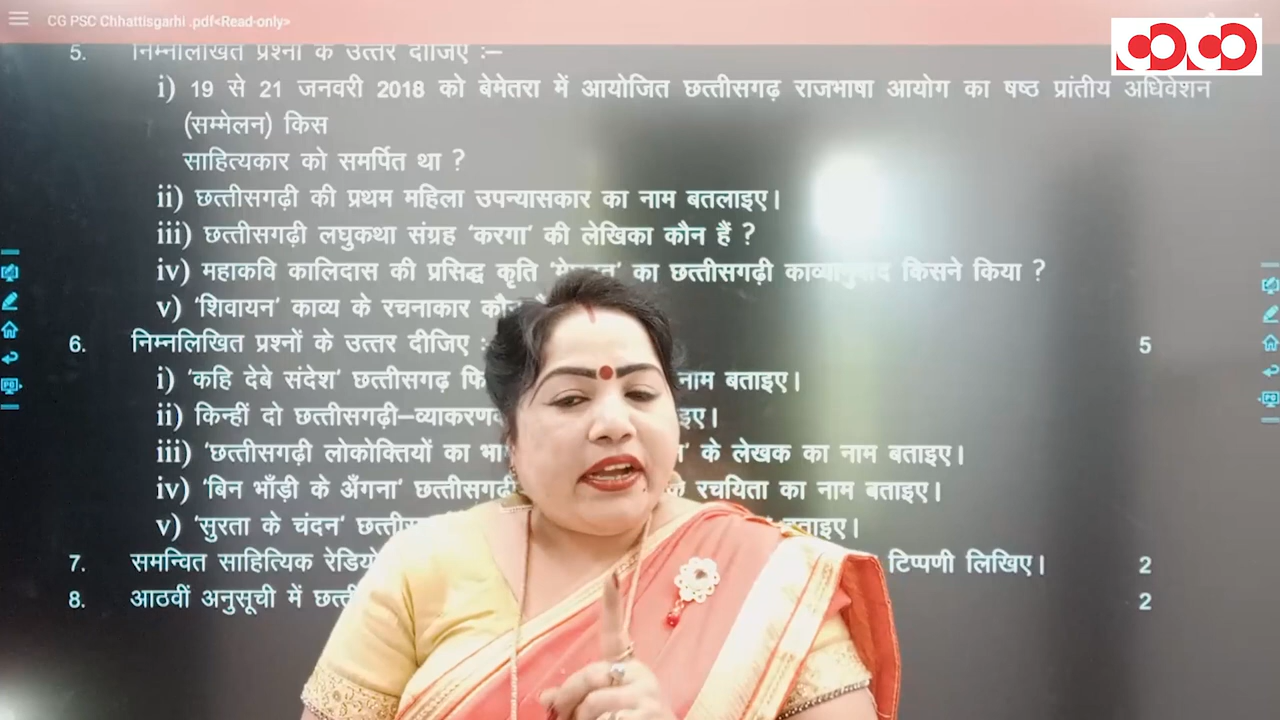 CG PSC Chhattisgarhi .pdf<Read-only>
5. निम्नलिखित प्रश्नों के उत्तर दीजिए :–
i) 19 से 21 जनवरी 2018 को बेमेतरा में आयोजित छत्तीसगढ़ राजभाषा आयोग का षष्ठ प्रांतीय अधिवेशन
(सम्मेलन) किस
साहित्यकार को समर्पित था ?
ii) छत्तीसगढ़ी की प्रथम महिला उपन्यासकार का नाम बतलाइए।
iii) छत्तीसगढ़ी लघुकथा संग्रह 'करगा' की लेखिका कौन हैं ?
iv) महाकवि कालिदास की प्रसिद्ध कृति का छत्तीसगढ़ी काव्यानुवाद किसने किया ?
v) 'शिवायन' काव्य के रचनाकार कौन
6. निम्नलिखित प्रश्नों के उत्तर दीजिए : 5
i) 'कहि देबे संदेश' छत्तीसगढ़ नाम बताइए।
ii) किन्हीं दो छत्तीसगढ़ी–
iii) 'छत्तीसगढ़ी लोकोक्तियों का के लेखक का नाम बताइए।
iv) 'बिन भाँड़ी के अँगना' छत्तीसगढ़ी रचयिता का नाम बताइए।
v) 'सुरता के चंदन' बताइए।
7. समन्वित साहित्यिक टिप्पणी लिखिए। 2
8. आठवीं अनुसूची में 2